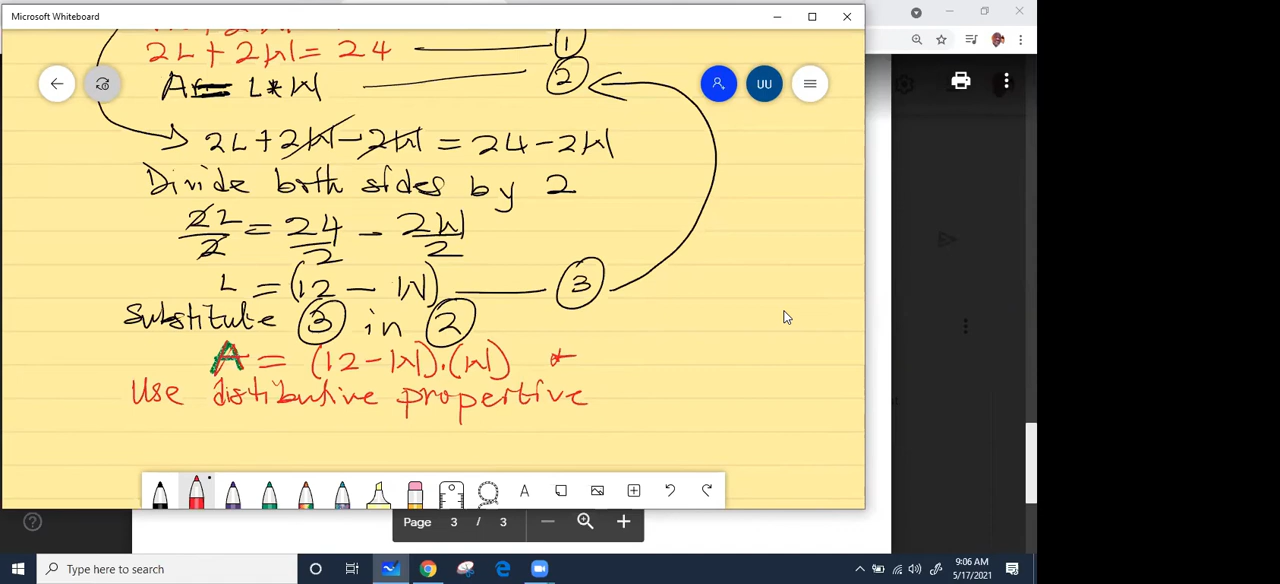 Microsoft Whiteboard
2L + 2W = 24 ①
A = L * W ②
UU
2L + 2W - 2W = 24 - 2W
Divide both sides by 2
2L/2 = 24/2 - 2W/2
L = (12 - W) ③
Substitute ③ in ②
A = (12 - W).(W) *
Use distibutive propertive
A
Page 3 / 3
Type here to search
9:06 AM
5/17/2021